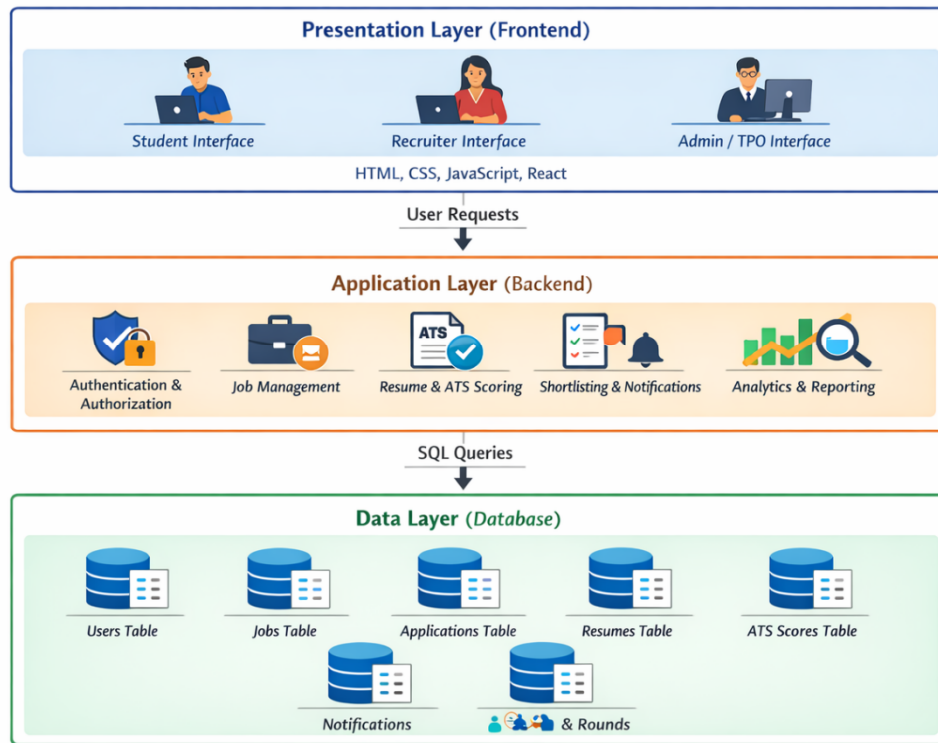 Presentation Layer (Frontend)
Student Interface
Recruiter Interface
Admin / TPO Interface
HTML, CSS, JavaScript, React
User Requests
Application Layer (Backend)
ATS
Authentication &
Authorization
Job Management
Resume & ATS Scoring
Shortlisting & Notifications
Analytics & Reporting
SQL Queries
Data Layer (Database)
Users Table
Jobs Table
Applications Table
Resumes Table
ATS Scores Table
Notifications
& Rounds